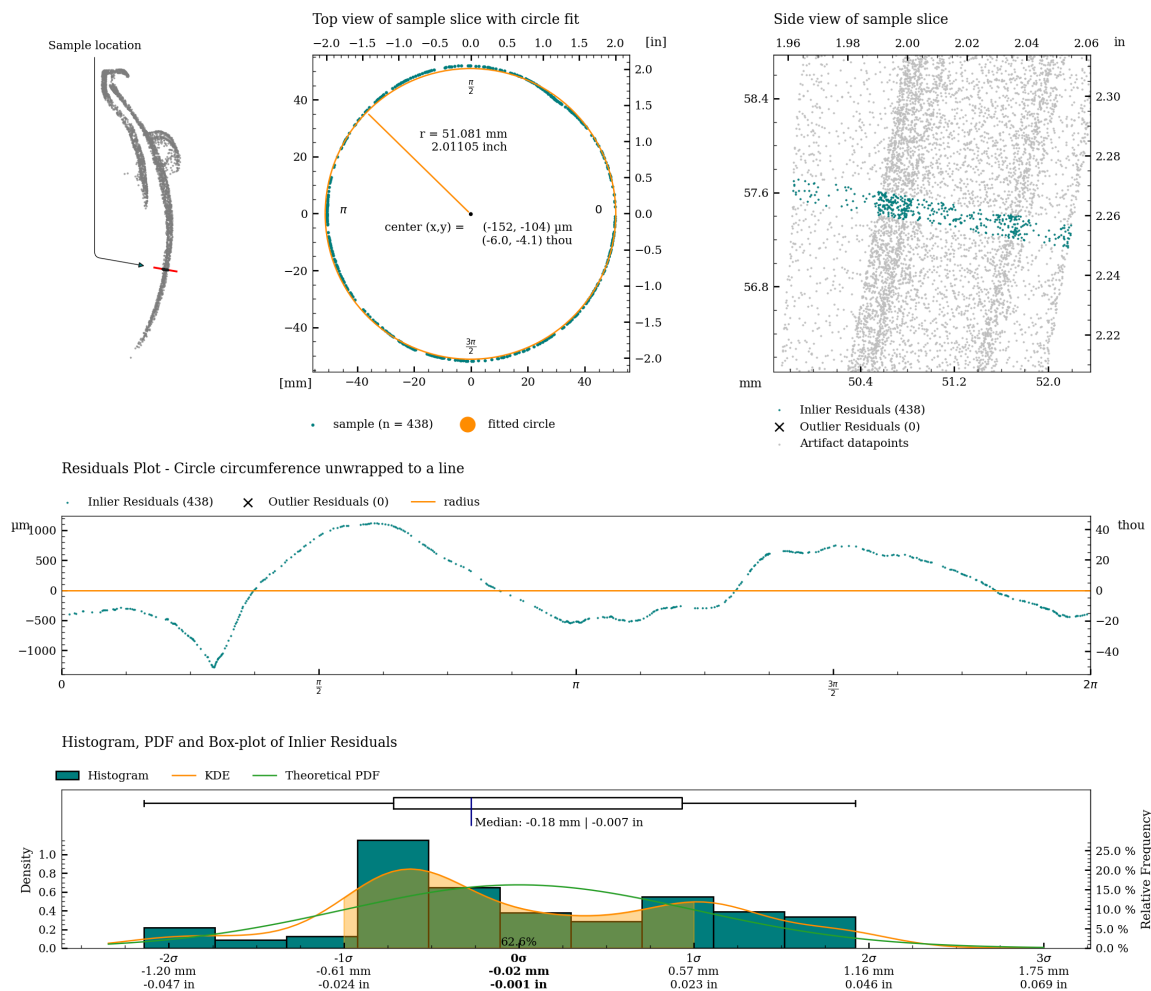 Sample location
Top view of sample slice with circle fit
−2.0 −1.5 −1.0 −0.5 0.0 0.5 1.0 1.5 2.0 [in]
40
20
0
−20
−40
2.0
1.5
1.0
0.5
0.0
−0.5
−1.0
−1.5
−2.0
π/2
r = 51.081 mm
2.01105 inch
π
0
center (x,y) = (-152, -104) µm
(-6.0, -4.1) thou
3π/2
[mm] −40 −20 0 20 40
sample (n = 438) fitted circle
Side view of sample slice
1.96 1.98 2.00 2.02 2.04 2.06 in
58.4
57.6
56.8
2.30
2.28
2.26
2.24
2.22
mm 50.4 51.2 52.0
Inlier Residuals (438)
Outlier Residuals (0)
Artifact datapoints
Residuals Plot - Circle circumference unwrapped to a line
Inlier Residuals (438) Outlier Residuals (0) radius
µm thou
1000
500
0
−500
−1000
40
20
0
−20
−40
0 π/2 π 3π/2 2π
Histogram, PDF and Box-plot of Inlier Residuals
Histogram KDE Theoretical PDF
Median: -0.18 mm | -0.007 in
Density
1.0
0.8
0.6
0.4
0.2
0.0
Relative Frequency
25.0 %
20.0 %
15.0 %
10.0 %
5.0 %
0.0 %
62.6%
-2σ -1σ 0σ 1σ 2σ 3σ
-1.20 mm -0.61 mm -0.02 mm 0.57 mm 1.16 mm 1.75 mm
-0.047 in -0.024 in -0.001 in 0.023 in 0.046 in 0.069 in